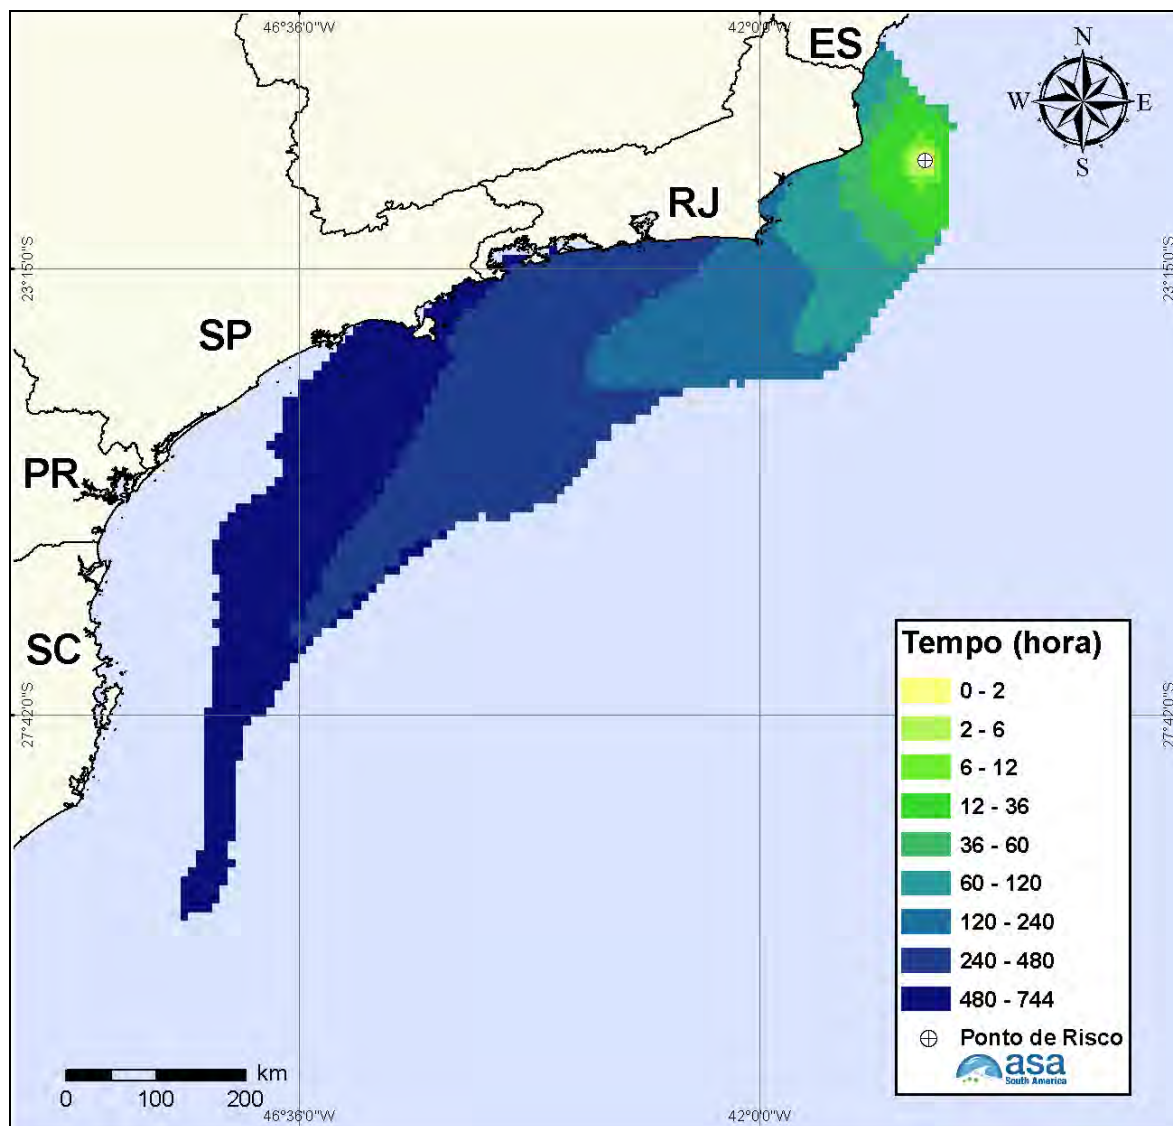 46°36'0"W
42°0'0"W
ES
N
W
E
S
RJ
23°15'0"S
23°15'0"S
SP
PR
SC
27°42'0"S
27°42'0"S
Tempo (hora)
0 - 2
2 - 6
6 - 12
12 - 36
36 - 60
60 - 120
120 - 240
240 - 480
480 - 744
Ponto de Risco
asa
South America
km
0 100 200
46°36'0"W
42°0'0"W